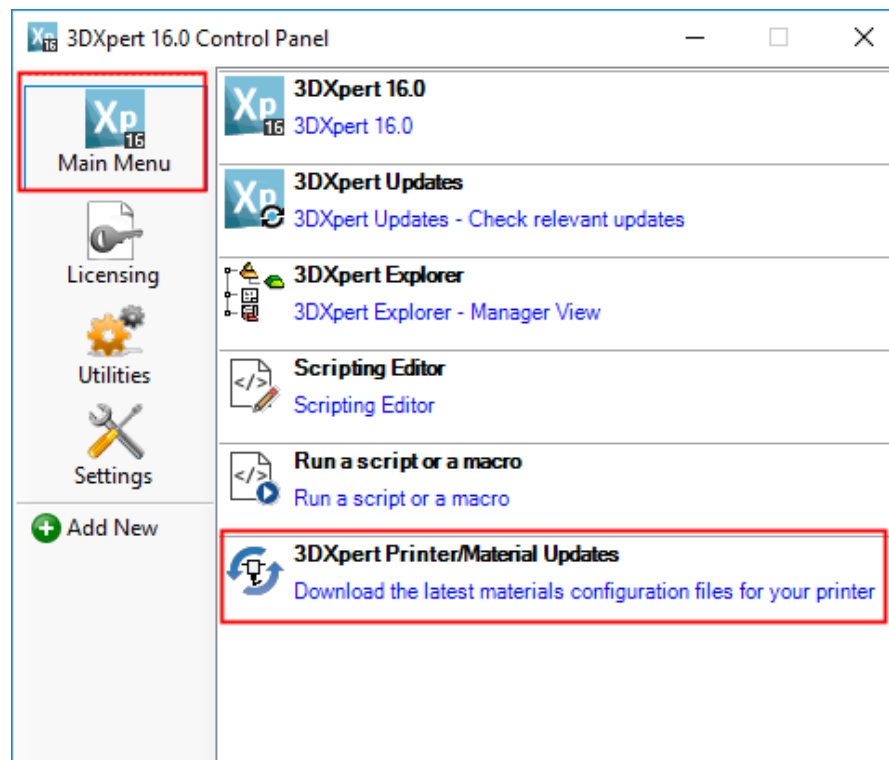 Xp 16 3DXpert 16.0 Control Panel
Xp 16
Main Menu
Licensing
Utilities
Settings
Add New
Xp 16
3DXpert 16.0
3DXpert 16.0
Xp
3DXpert Updates
3DXpert Updates - Check relevant updates
3DXpert Explorer
3DXpert Explorer - Manager View
</>
Scripting Editor
Scripting Editor
</>
Run a script or a macro
Run a script or a macro
3DXpert Printer/Material Updates
Download the latest materials configuration files for your printer